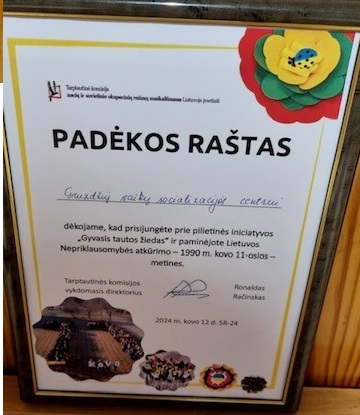 Tarptautinė komisija
nacių ir sovietinio okupacinių režimų nusikaltimams Lietuvoje įvertinti
PADĖKOS RAŠTAS
Gruzdžių vaikų socializacijos centrui
dėkojame, kad prisijungėte prie pilietinės iniciatyvos
„Gyvasis tautos žiedas" ir paminėjote Lietuvos
Nepriklausomybės atkūrimo – 1990 m. kovo 11-osios –
metines.
Tarptautinės komisijos
vykdomasis direktorius
Ronaldas
Račinskas
2024 m. kovo 12 d. SR-24
KOVO